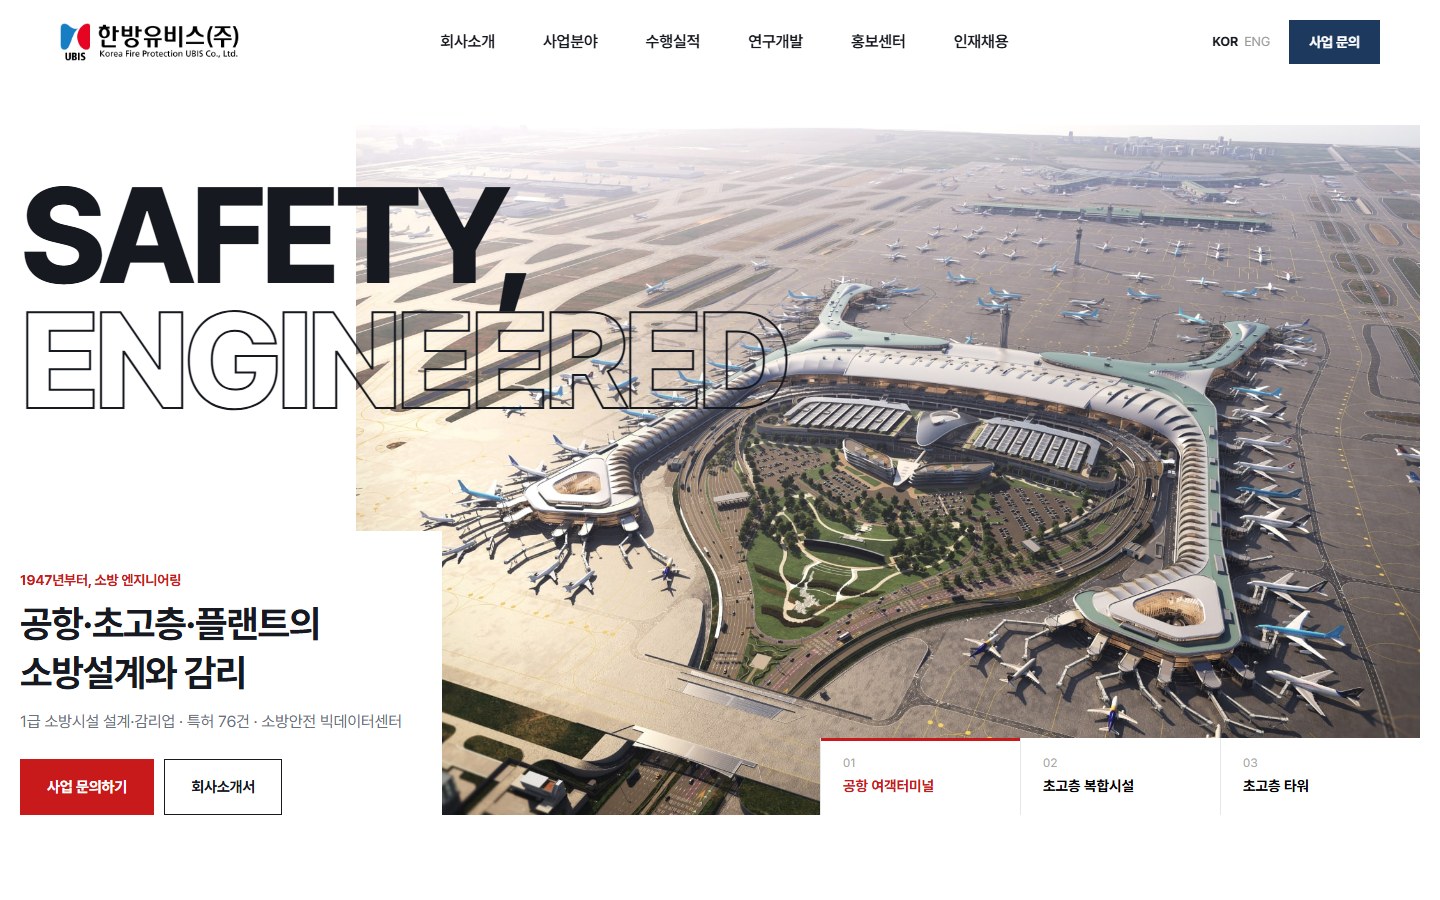 한방유비스(주)
Korea Fire Protection UBIS Co., Ltd.
UBIS
회사소개 사업분야 수행실적 연구개발 홍보센터 인재채용
KOR ENG
사업 문의
SAFETY,
ENGINEERED
1947년부터, 소방 엔지니어링
공항·초고층·플랜트의
소방설계와 감리
1급 소방시설 설계·감리업 · 특허 76건 · 소방안전 빅데이터센터
사업 문의하기
회사소개서
01
공항 여객터미널
02
초고층 복합시설
03
초고층 타워